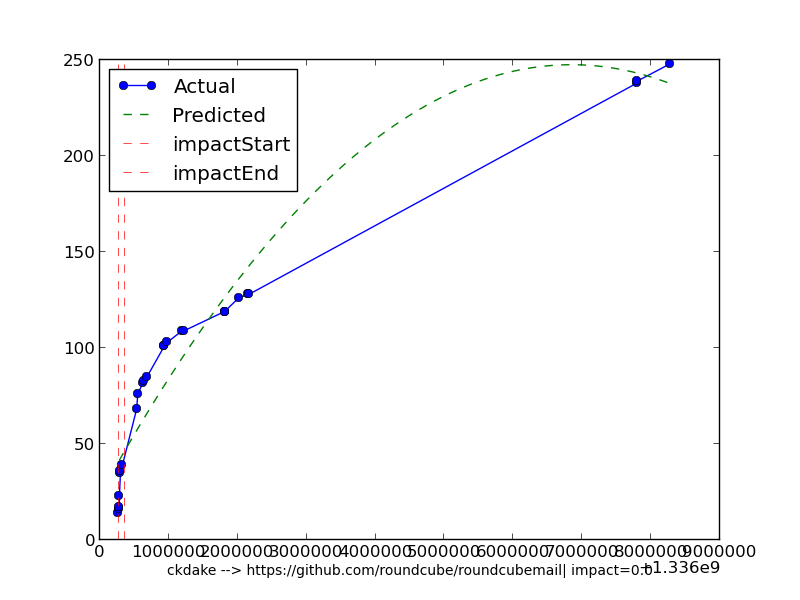 250
200
150
100
50
0
Actual
Predicted
impactStart
impactEnd
0 1000000 2000000 3000000 4000000 5000000 6000000 7000000 8000000 9000000
+1.336e9
ckdake --> https://github.com/roundcube/roundcubemail| impact=0.0